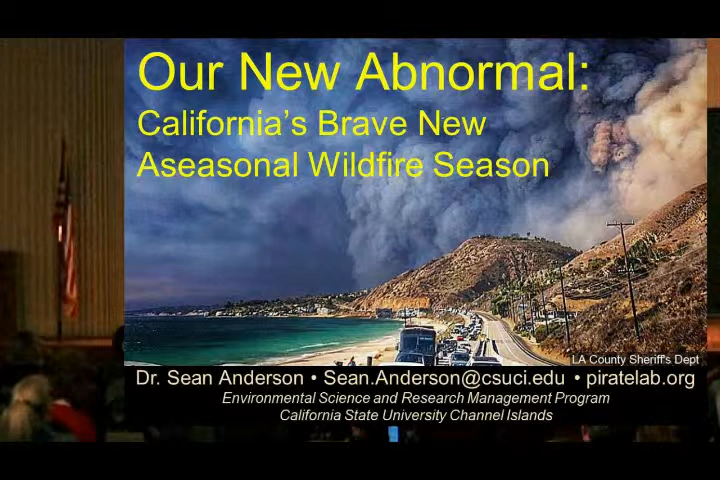 Our New Abnormal:
California's Brave New
Aseasonal Wildfire Season
LA County Sheriff's Dept
Dr. Sean Anderson • Sean.Anderson@csuci.edu • piratelab.org
Environmental Science and Research Management Program
California State University Channel Islands